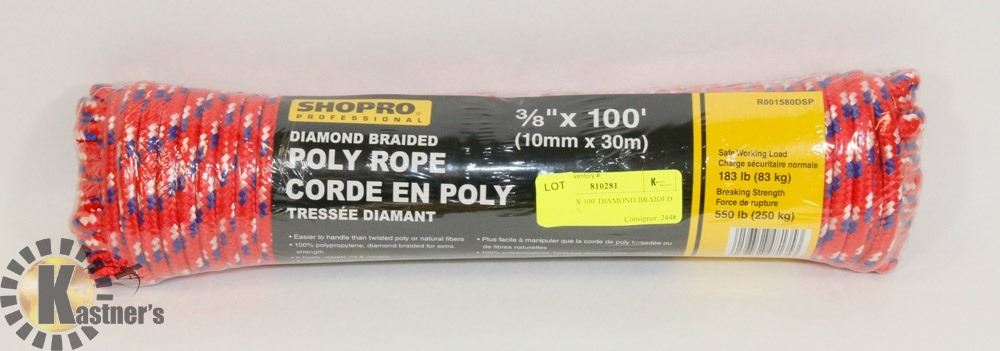 SHOPRO
PROFESSIONAL
DIAMOND BRAIDED
POLY ROPE
CORDE EN POLY
TRESSÉE DIAMANT
3/8" x 100'
(10mm x 30m)
R001580DSP
Safe Working Load
Charge sécuritaire normale
183 lb (83 kg)
Breaking Strength
Force de rupture
550 lb (250 kg)
ventory #:
LOT 810281 K
X 100' DIAMOND BRAIDED
Consignor: 2448
• Easier to handle than twisted poly or natural fibers
• 100% polypropylene, diamond braided for extra
strength
• Plus facile à manipuler que la corde de poly torsadée ou
de fibres naturelles
Kastner's